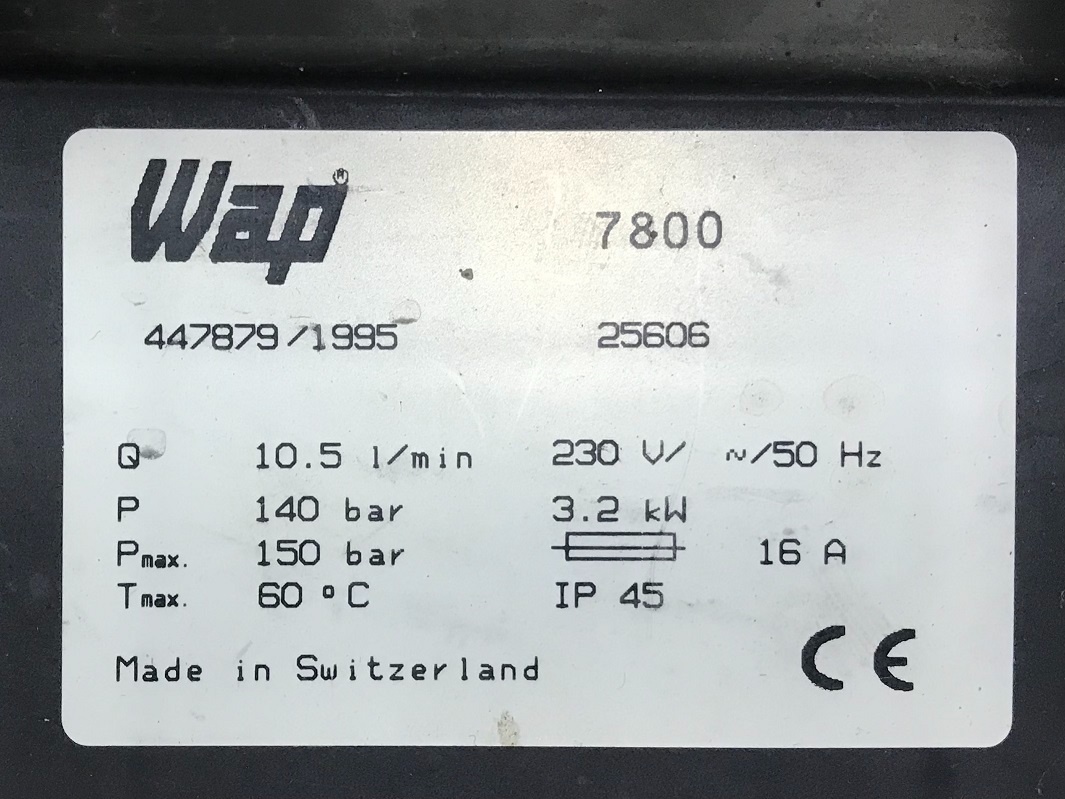 Wap® 7800
447879/1995 25606
Q 10.5 l/min 230 V/ ~/50 Hz
P 140 bar 3.2 kW
Pmax. 150 bar 16 A
Tmax. 60 °C IP 45
Made in Switzerland CE